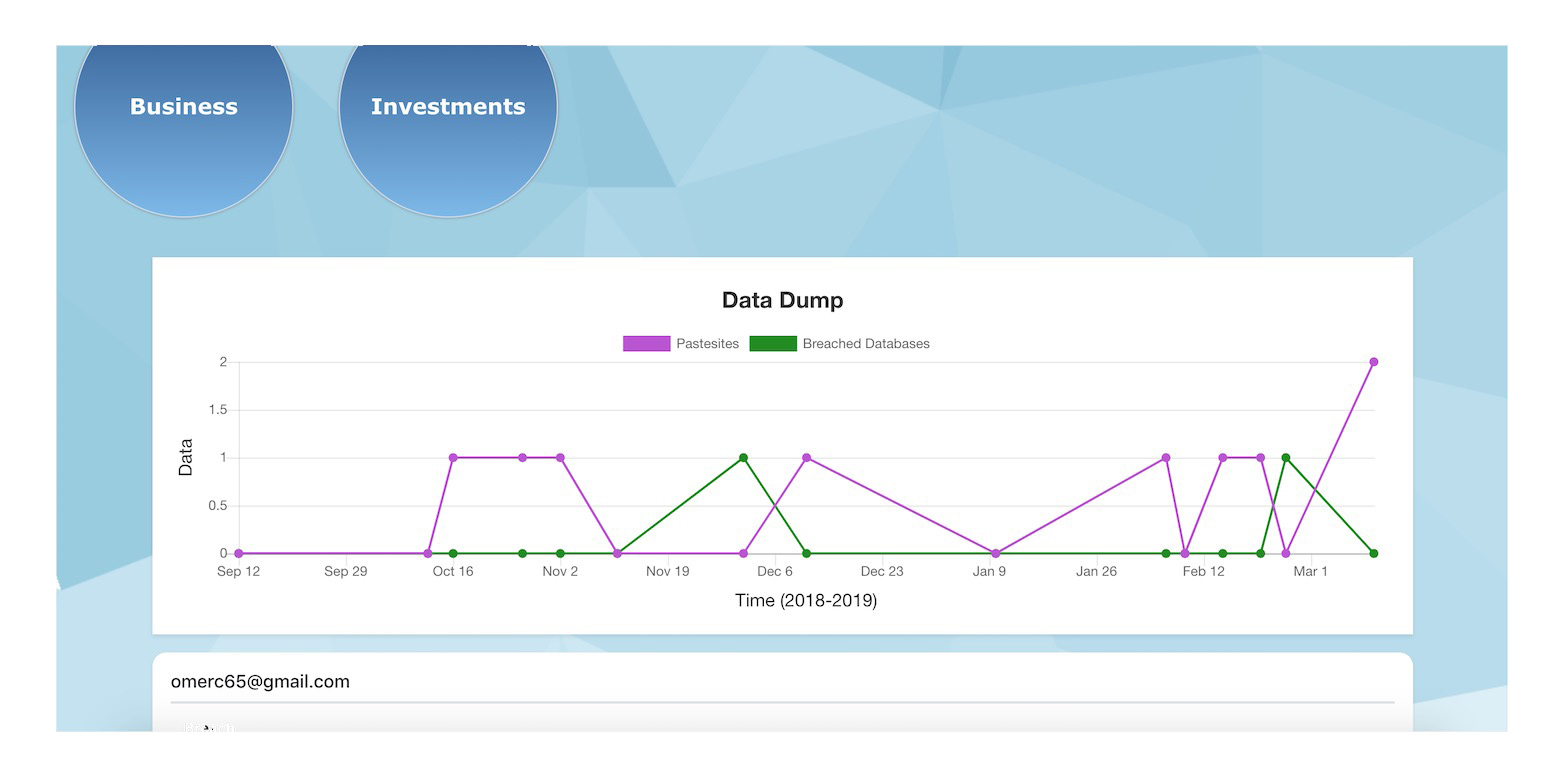 Business
Investments
Data Dump
Pastesites
Breached Databases
2
1.5
1
0.5
0
Data
Sep 12
Sep 29
Oct 16
Nov 2
Nov 19
Dec 6
Dec 23
Jan 9
Jan 26
Feb 12
Mar 1
Time (2018-2019)
omerc65@gmail.com